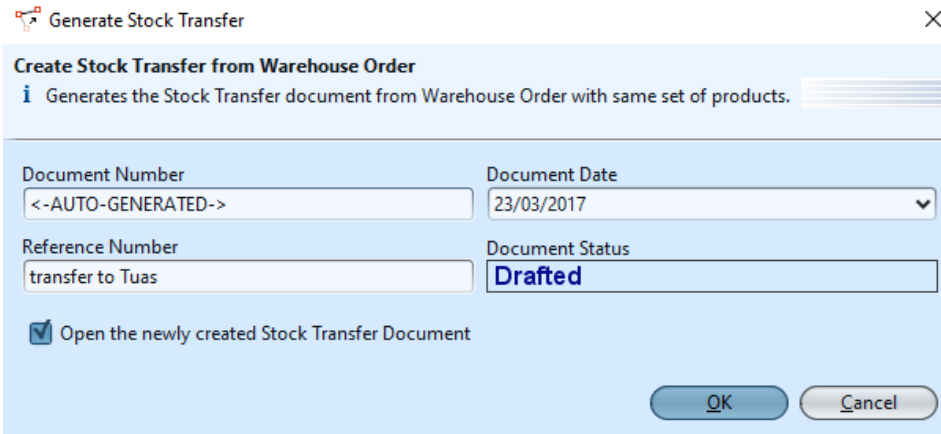 Generate Stock Transfer
Create Stock Transfer from Warehouse Order
i Generates the Stock Transfer document from Warehouse Order with same set of products.
Document Number
<-AUTO-GENERATED->
Document Date
23/03/2017
Reference Number
transfer to Tuas
Document Status
Drafted
Open the newly created Stock Transfer Document
OK
Cancel